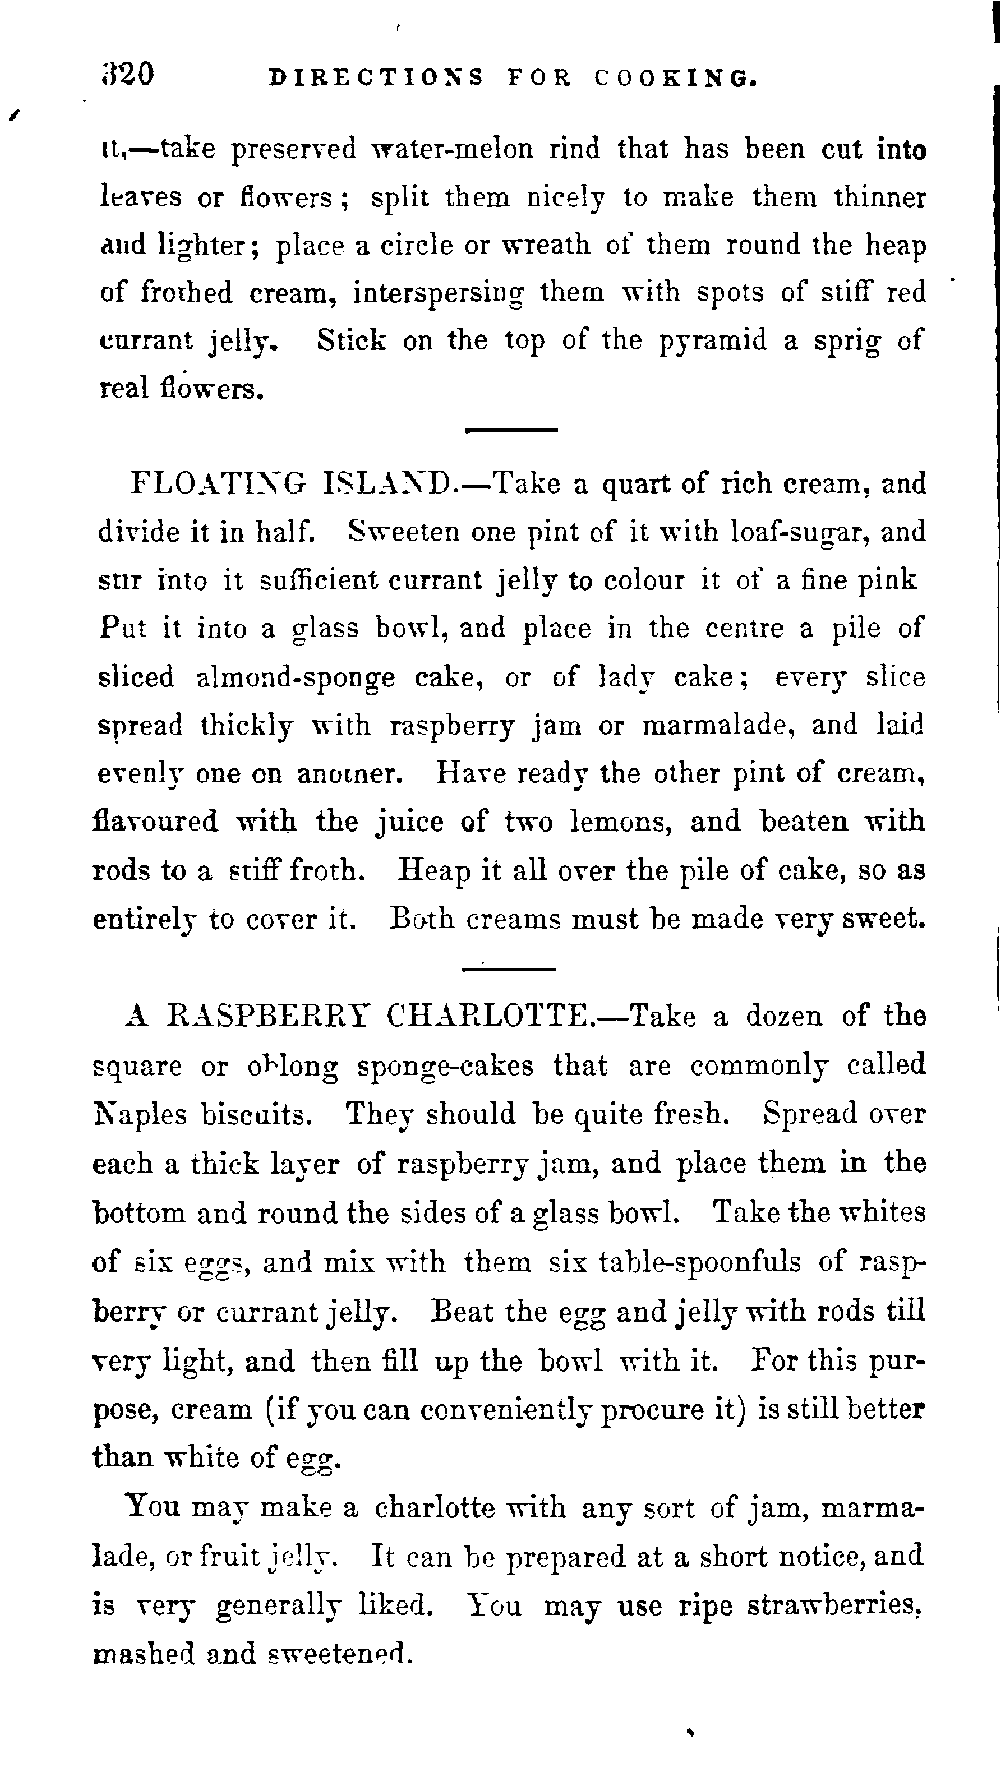 320 DIRECTIONS FOR COOKING.
it,—take preserved water-melon rind that has been cut into
leaves or flowers; split them nicely to make them thinner
and lighter; place a circle or wreath of them round the heap
of frothed cream, interspersing them with spots of stiff red
currant jelly. Stick on the top of the pyramid a sprig of
real flowers.
FLOATING ISLAND.—Take a quart of rich cream, and
divide it in half. Sweeten one pint of it with loaf-sugar, and
stir into it sufficient currant jelly to colour it of a fine pink
Put it into a glass bowl, and place in the centre a pile of
sliced almond-sponge cake, or of lady cake; every slice
spread thickly with raspberry jam or marmalade, and laid
evenly one on another. Have ready the other pint of cream,
flavoured with the juice of two lemons, and beaten with
rods to a stiff froth. Heap it all over the pile of cake, so as
entirely to cover it. Both creams must be made very sweet.
A RASPBERRY CHARLOTTE.—Take a dozen of the
square or oblong sponge-cakes that are commonly called
Naples biscuits. They should be quite fresh. Spread over
each a thick layer of raspberry jam, and place them in the
bottom and round the sides of a glass bowl. Take the whites
of six eggs, and mix with them six table-spoonfuls of rasp-
berry or currant jelly. Beat the egg and jelly with rods till
very light, and then fill up the bowl with it. For this pur-
pose, cream (if you can conveniently procure it) is still better
than white of egg.
You may make a charlotte with any sort of jam, marma-
lade, or fruit jelly. It can be prepared at a short notice, and
is very generally liked. You may use ripe strawberries,
mashed and sweetened.